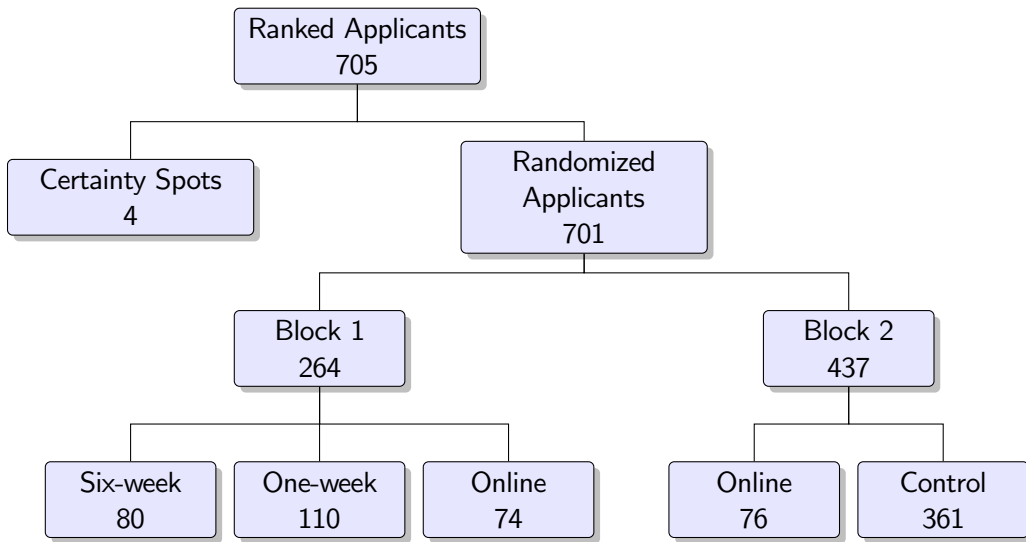 Ranked Applicants
705
Certainty Spots
4
Randomized
Applicants
701
Block 1
264
Block 2
437
Six-week
80
One-week
110
Online
74
Online
76
Control
361